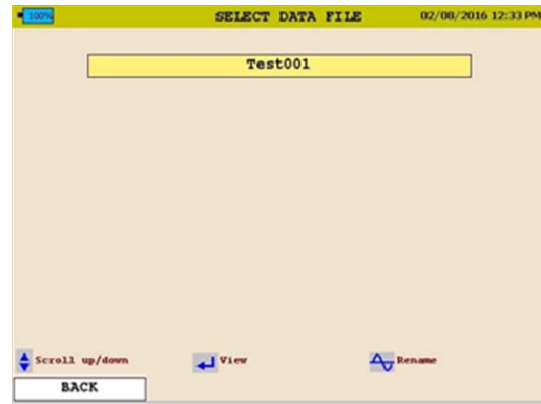 100%
SELECT DATA FILE
02/08/2016 12:33 PM
Test001
Scroll up/down
View
Rename
BACK